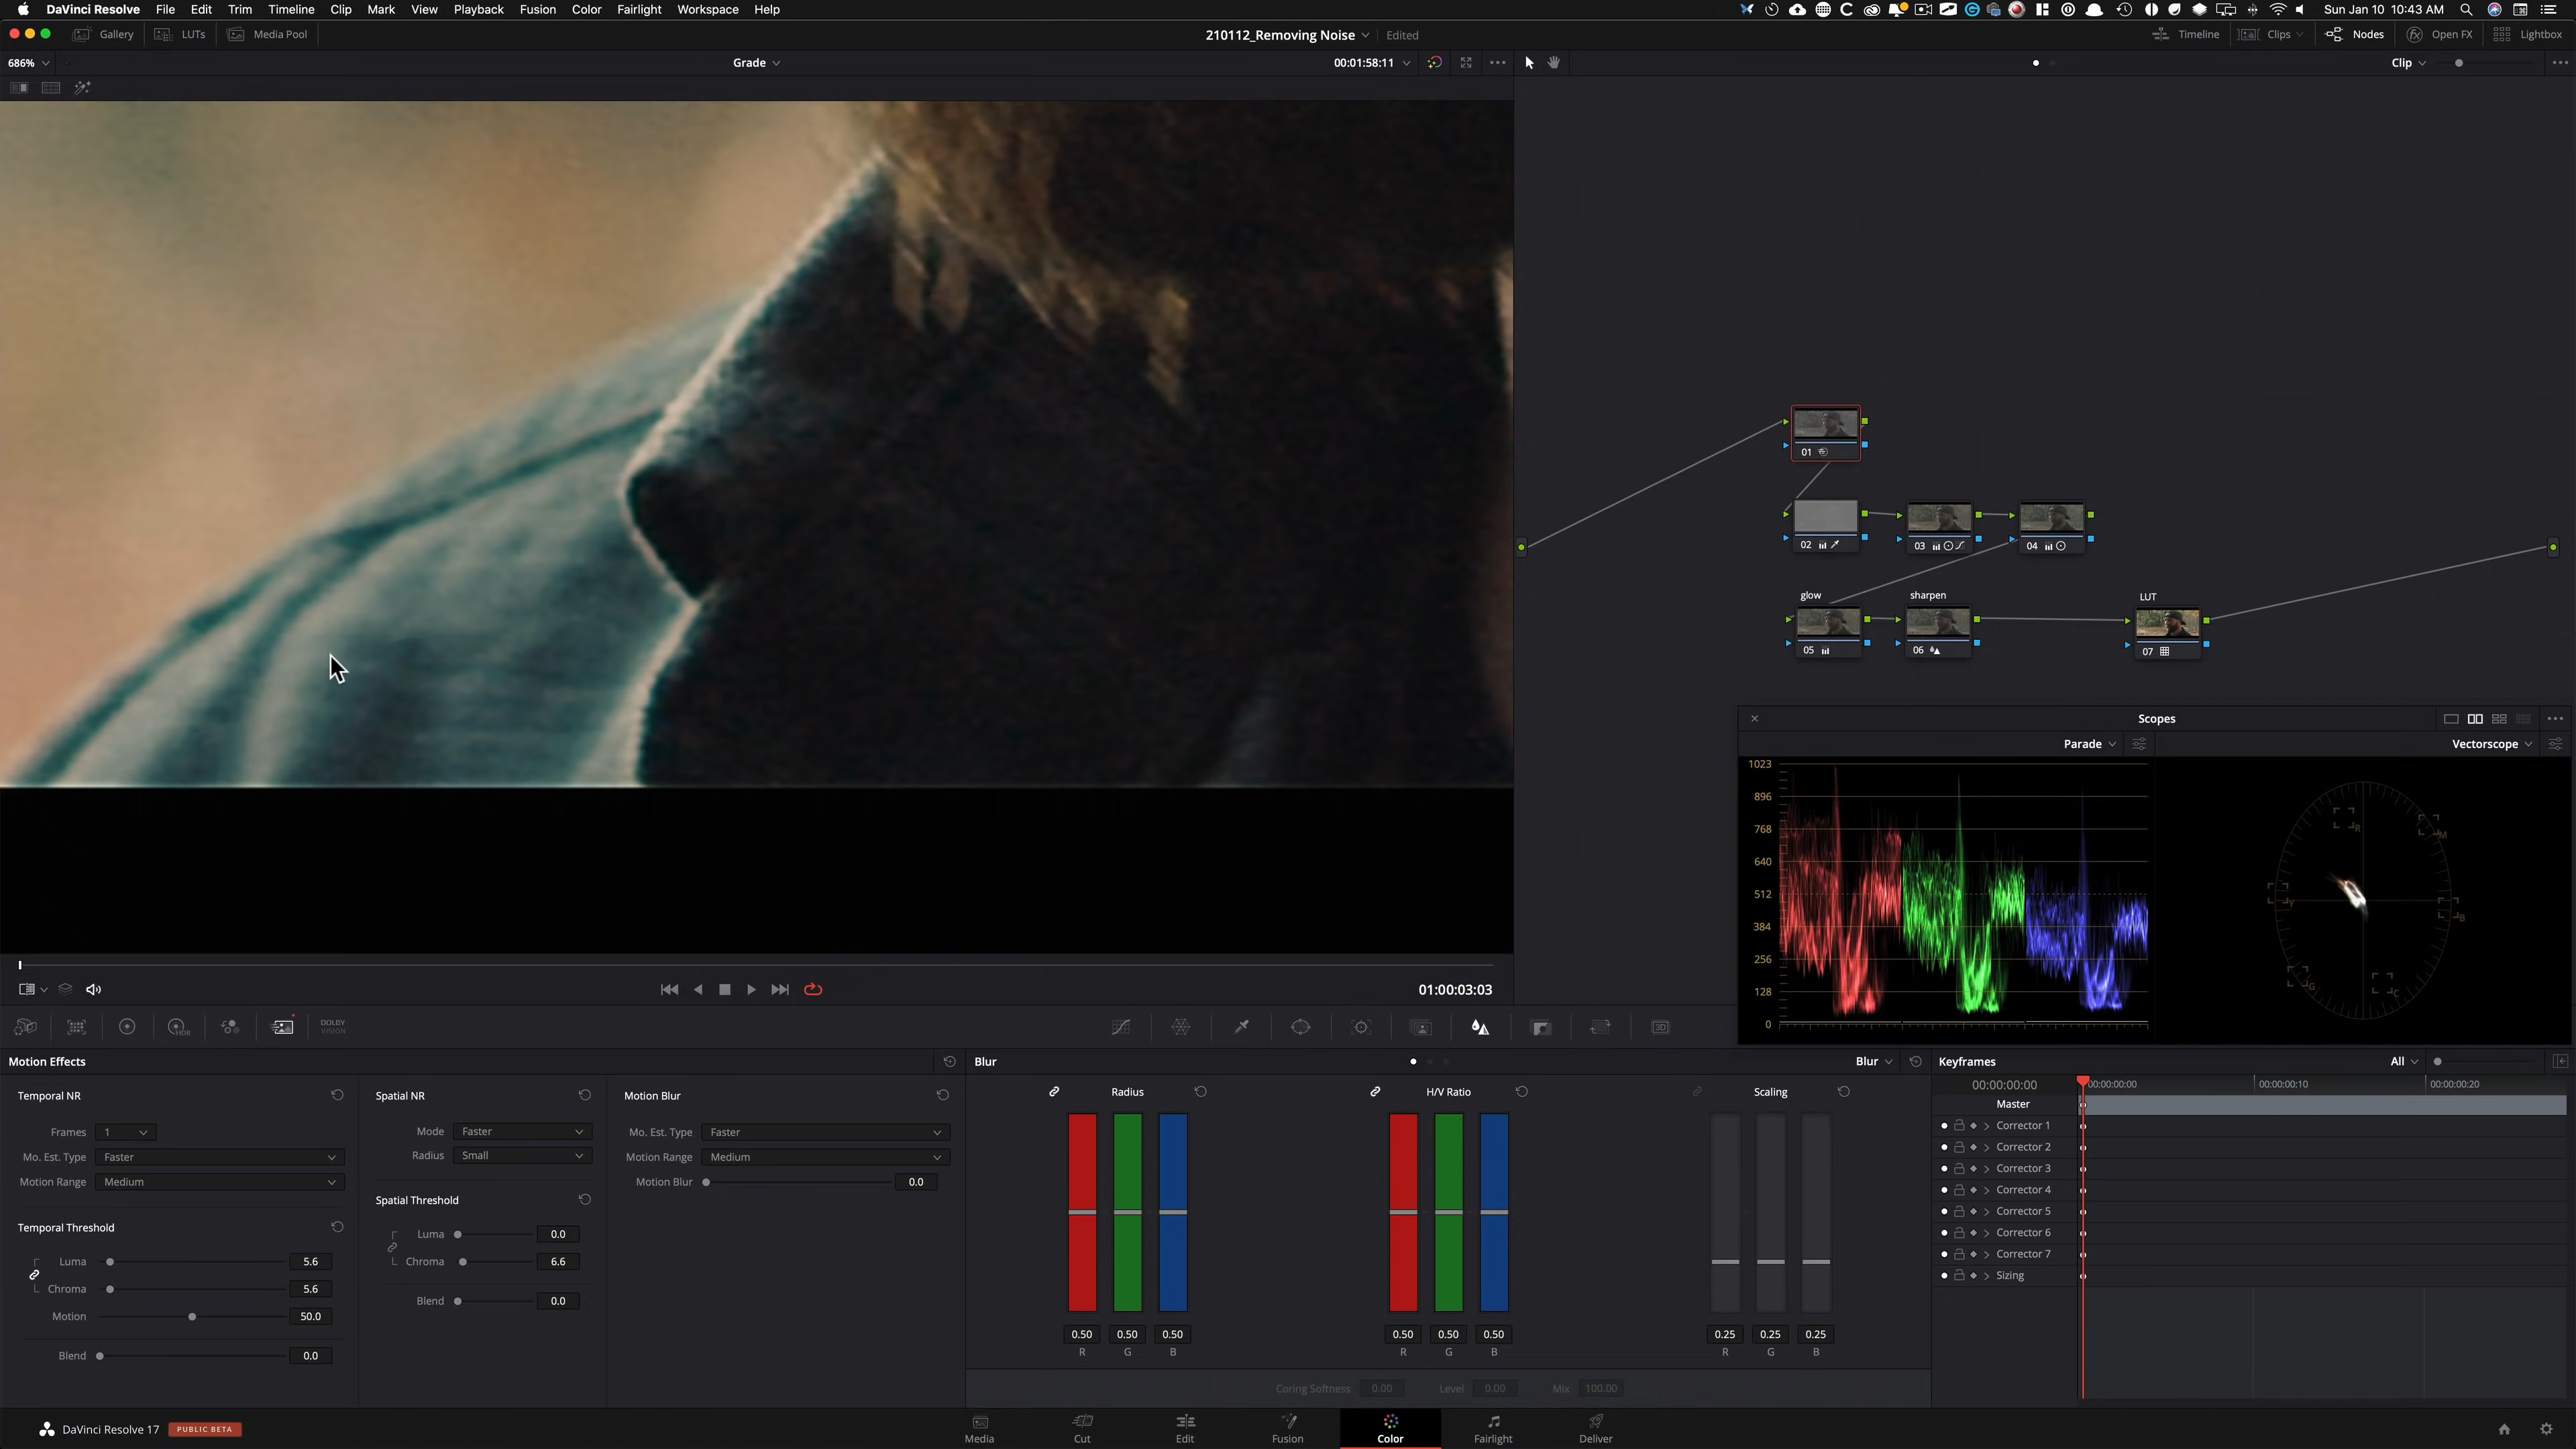 DaVinci Resolve File Edit Trim Timeline Clip Mark View Playback Fusion Color Fairlight Workspace Help
Sun Jan 10 10:43 AM
Gallery LUTs Media Pool
210112_Removing Noise Edited
Timeline Clips Nodes Open FX Lightbox
686% Grade 00:01:58:11
Clip
01
02 03 04
glow sharpen LUT
05 06 07
Scopes
Parade Vectorscope
1023
896
768
640
512
384
256
128
0
R
M
Y
B
G
C
01:00:03:03
HDR
DOLBY
VISION
3D
Motion Effects
Temporal NR
Frames 1
Mo. Est. Type Faster
Motion Range Medium
Temporal Threshold
Luma 5.6
Chroma 5.6
Motion 50.0
Blend 0.0
Spatial NR
Mode Faster
Radius Small
Spatial Threshold
Luma 0.0
Chroma 6.6
Blend 0.0
Motion Blur
Mo. Est. Type Faster
Motion Range Medium
Motion Blur 0.0
Blur Blur
Radius H/V Ratio Scaling
0.50 0.50 0.50 0.50 0.50 0.50 0.25 0.25 0.25
R G B R G B R G B
Coring Softness 0.00 Level 0.00 Mix 100.00
Keyframes All
00:00:00:00 00:00:00:00 00:00:00:10 00:00:00:20
Master
Corrector 1
Corrector 2
Corrector 3
Corrector 4
Corrector 5
Corrector 6
Corrector 7
Sizing
DaVinci Resolve 17 PUBLIC BETA
Media Cut Edit Fusion Color Fairlight Deliver